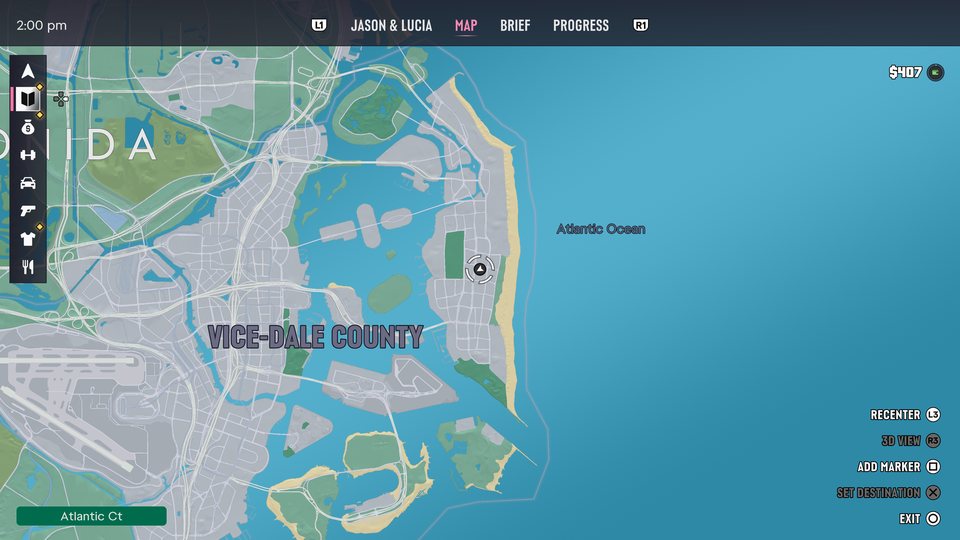 2:00 pm
L1 JASON & LUCIA MAP BRIEF PROGRESS R1
$407
NIDA
Atlantic Ocean
VICE-DALE COUNTY
RECENTER L3
3D VIEW R3
ADD MARKER
SET DESTINATION
EXIT
Atlantic Ct